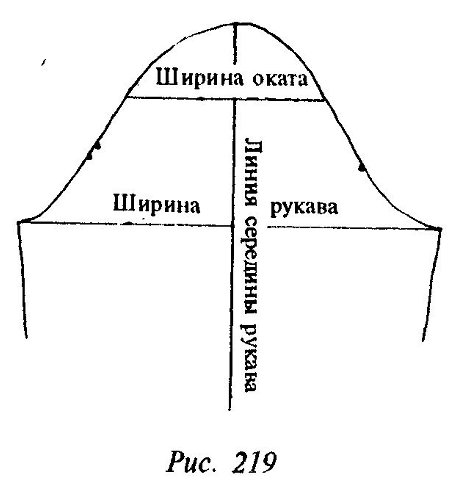 Ширина оката
Ширина рукава
Линия середины рукава
Рис. 219